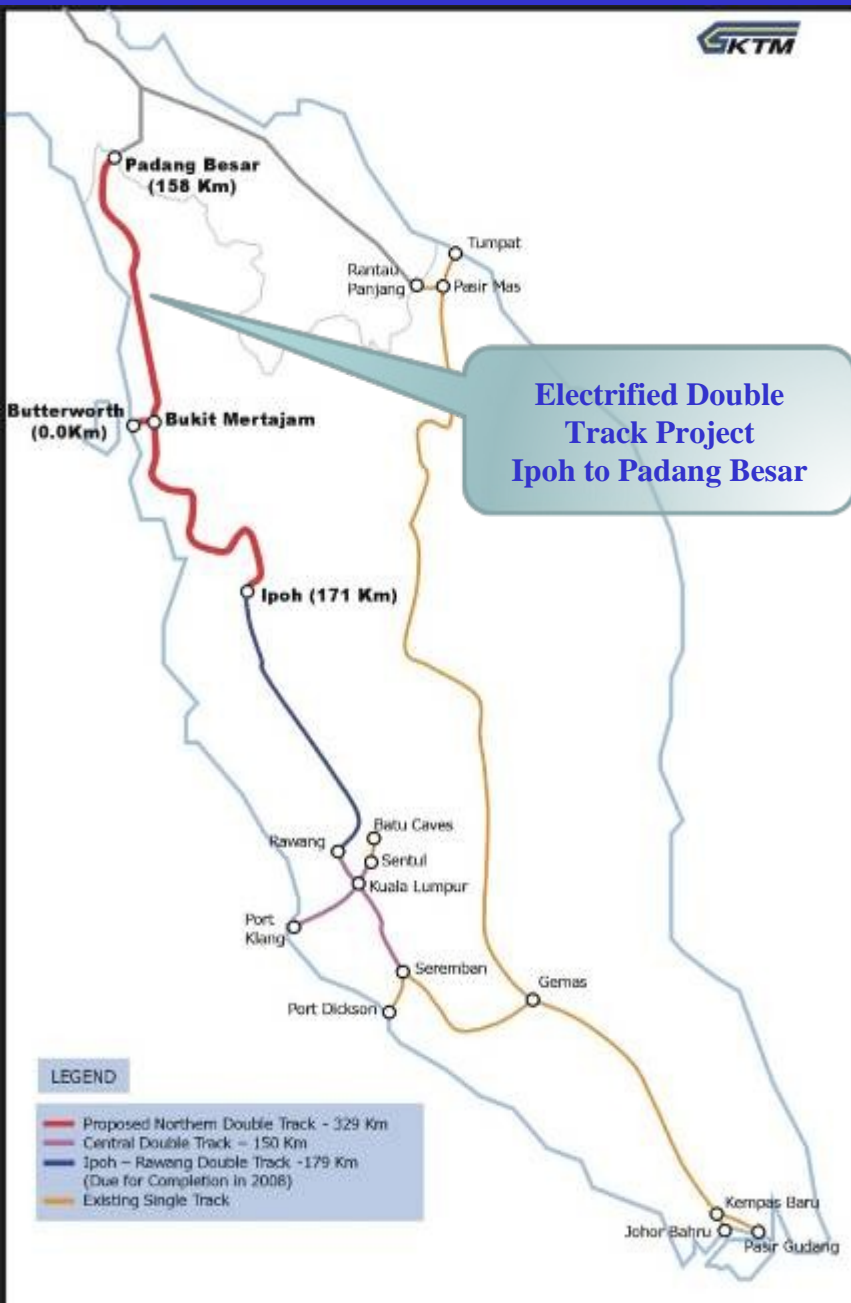 KTM
Padang Besar
(158 Km)
Tumpat
Rantau
Panjang
Pasir Mas
Electrified Double
Track Project
Ipoh to Padang Besar
Butterworth
(0.0Km)
Bukit Mertajam
Ipoh (171 Km)
Batu Caves
Rawang
Sentul
Kuala Lumpur
Port
Klang
Seremban
Gemas
Port Dickson
LEGEND
Proposed Northern Double Track - 329 Km
Central Double Track – 150 Km
Ipoh – Rawang Double Track -179 Km
(Due for Completion in 2008)
Existing Single Track
Kempas Baru
Johor Bahru
Pasir Gudang